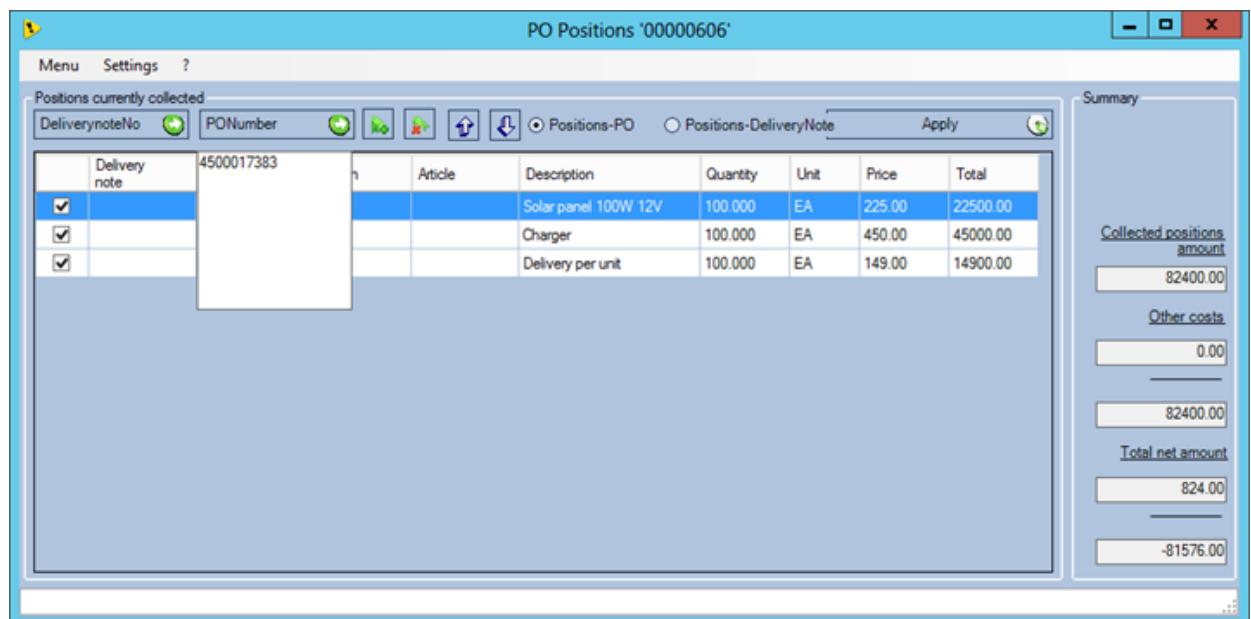 PO Positions '00000606'
Menu Settings ?
Positions currently collected
DeliverynoteNo PONumber Positions-PO Positions-DeliveryNote Apply
4500017383
Delivery note Article Description Quantity Unit Price Total
Solar panel 100W 12V 100.000 EA 225.00 22500.00
Charger 100.000 EA 450.00 45000.00
Delivery per unit 100.000 EA 149.00 14900.00
Summary
Collected positions
amount
82400.00
Other costs
0.00
82400.00
Total net amount
824.00
-81576.00